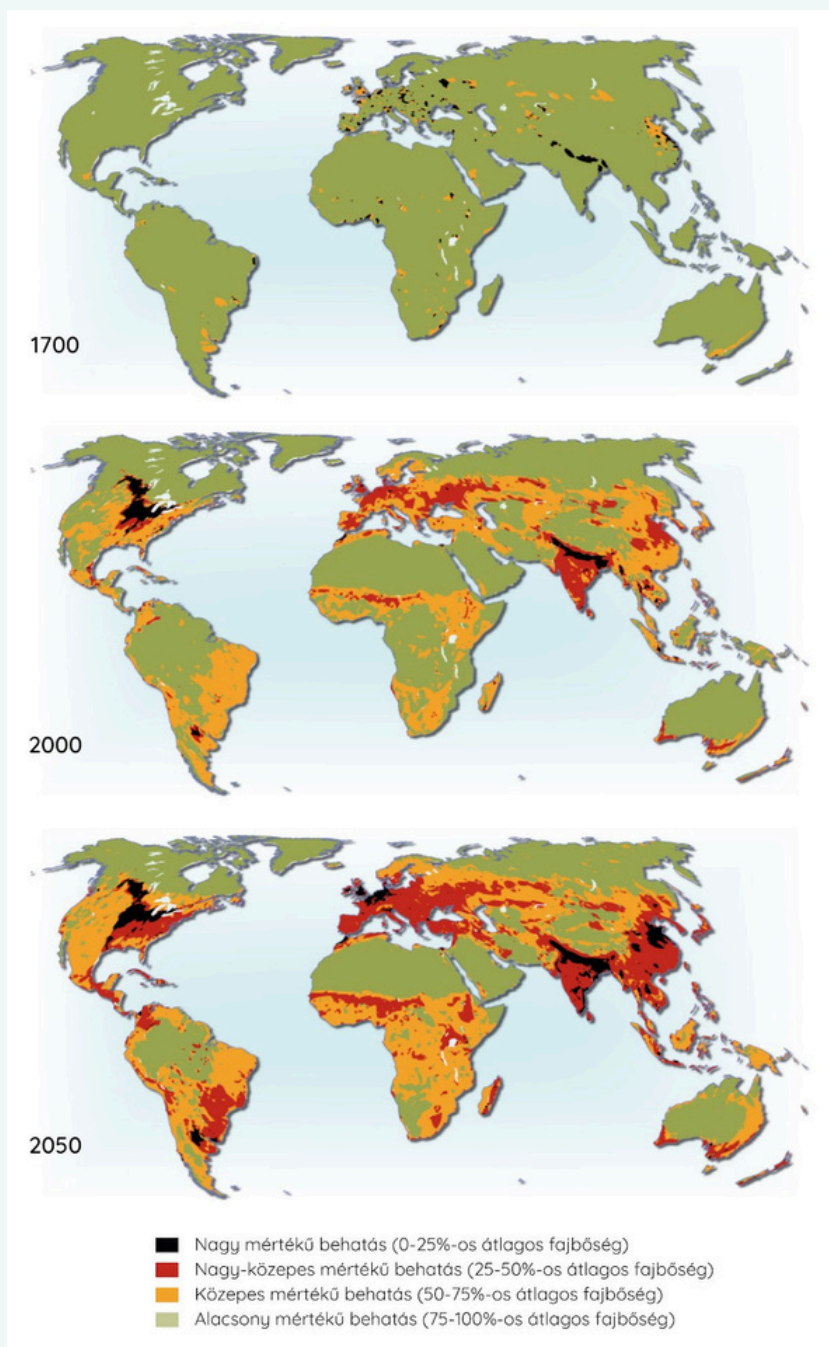 1700
2000
2050
Nagy mértékű behatás (0-25%-os átlagos fajbőség)
Nagy-közepes mértékű behatás (25-50%-os átlagos fajbőség)
Közepes mértékű behatás (50-75%-os átlagos fajbőség)
Alacsony mértékű behatás (75-100%-os átlagos fajbőség)